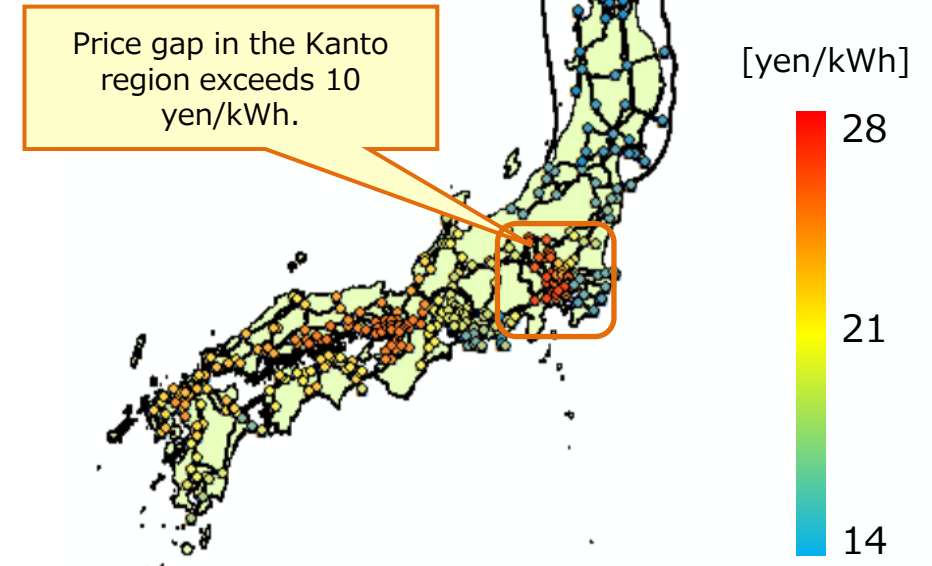 Price gap in the Kanto
region exceeds 10
yen/kWh.
[yen/kWh]
28
21
14